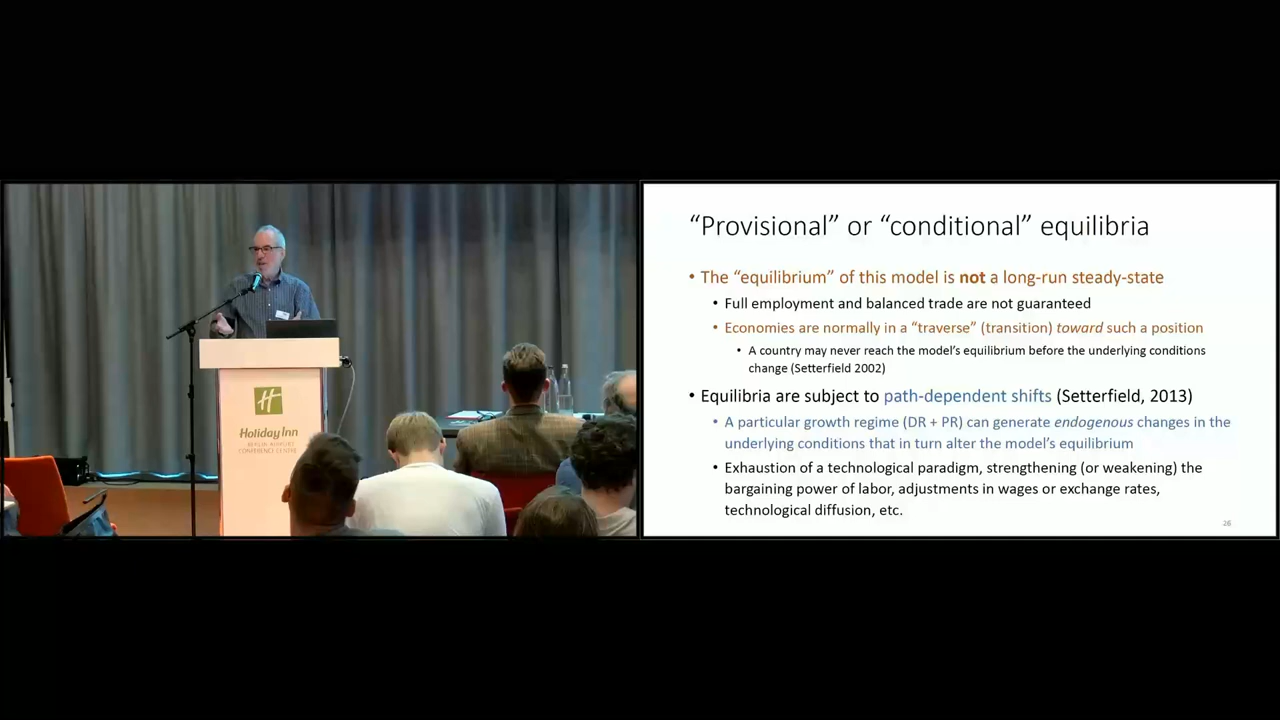 “Provisional” or “conditional” equilibria
• The “equilibrium” of this model is not a long-run steady-state
• Full employment and balanced trade are not guaranteed
• Economies are normally in a “traverse” (transition) toward such a position
• A country may never reach the model’s equilibrium before the underlying conditions
change (Setterfield 2002)
• Equilibria are subject to path-dependent shifts (Setterfield, 2013)
• A particular growth regime (DR + PR) can generate endogenous changes in the
underlying conditions that in turn alter the model’s equilibrium
• Exhaustion of a technological paradigm, strengthening (or weakening) the
bargaining power of labor, adjustments in wages or exchange rates,
technological diffusion, etc.
26
H
Holiday Inn
BERLIN AIRPORT
CONFERENCE CENTRE